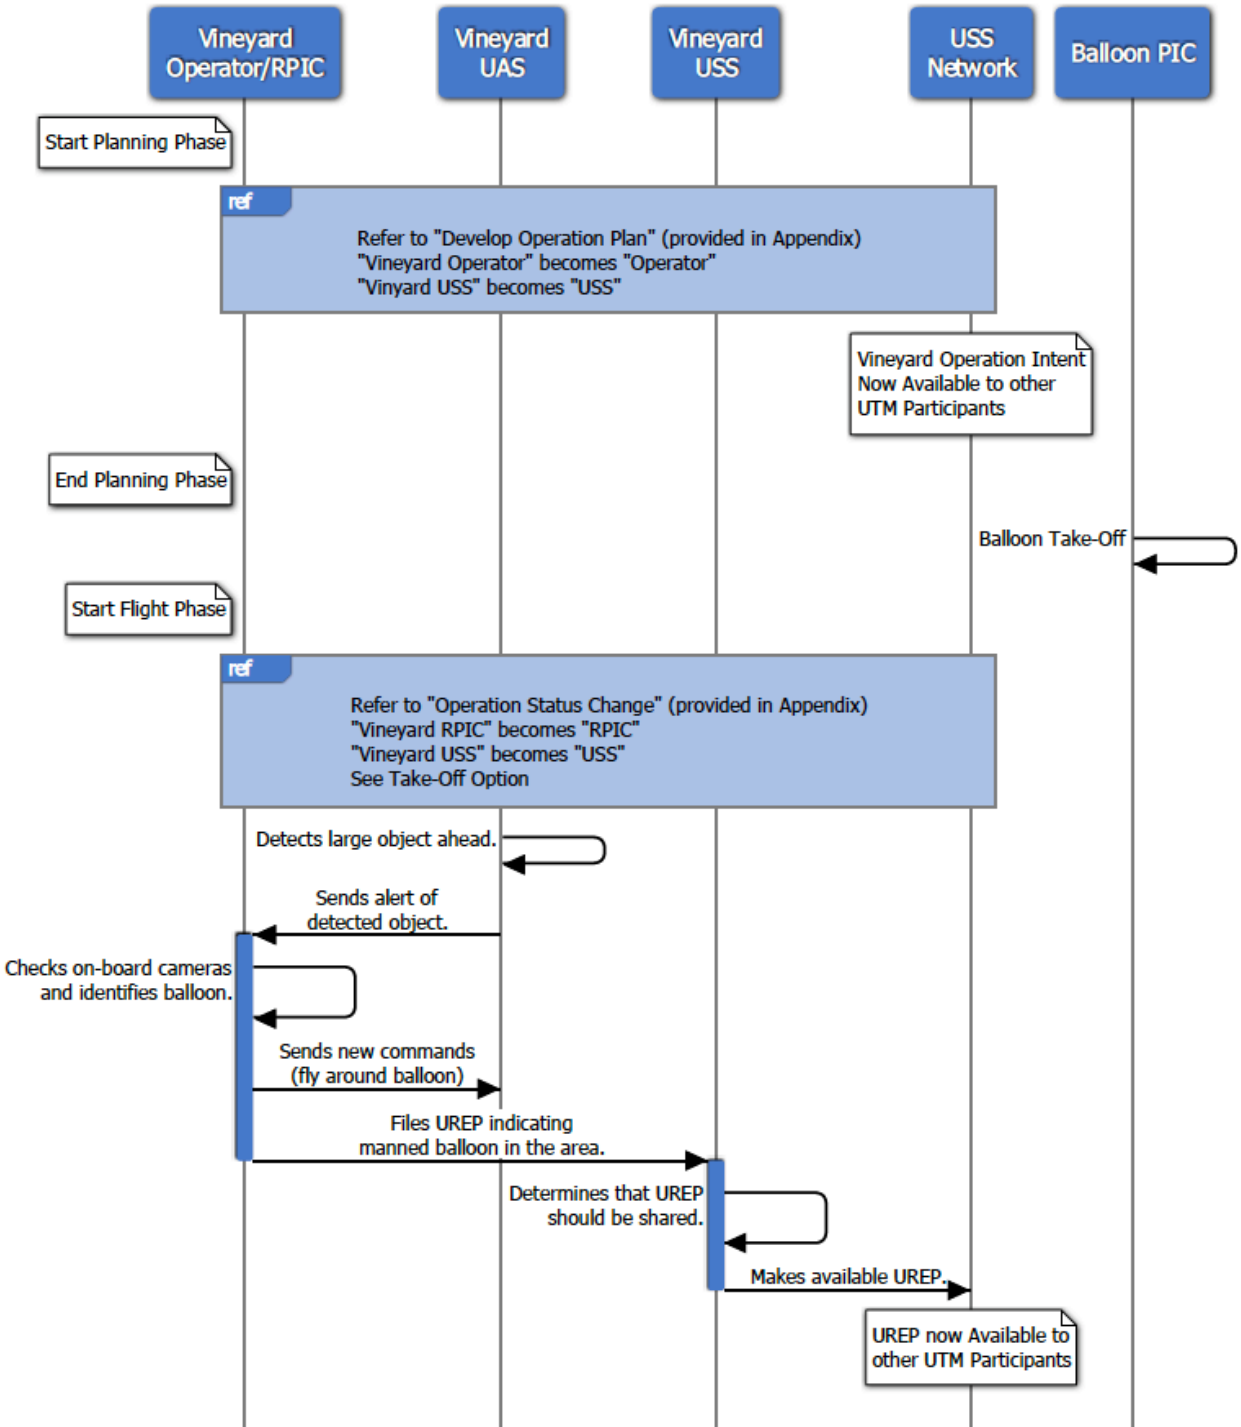 Vineyard
Operator/RPIC
Vineyard
UAS
Vineyard
USS
USS
Network
Balloon PIC
Start Planning Phase
ref
Refer to "Develop Operation Plan" (provided in Appendix)
"Vineyard Operator" becomes "Operator"
"Vinyard USS" becomes "USS"
Vineyard Operation Intent
Now Available to other
UTM Participants
End Planning Phase
Balloon Take-Off
Start Flight Phase
ref
Refer to "Operation Status Change" (provided in Appendix)
"Vineyard RPIC" becomes "RPIC"
"Vineyard USS" becomes "USS"
See Take-Off Option
Detects large object ahead.
Sends alert of
detected object.
Checks on-board cameras
and identifies balloon.
Sends new commands
(fly around balloon)
Files UREP indicating
manned balloon in the area.
Determines that UREP
should be shared.
Makes available UREP.
UREP now Available to
other UTM Participants